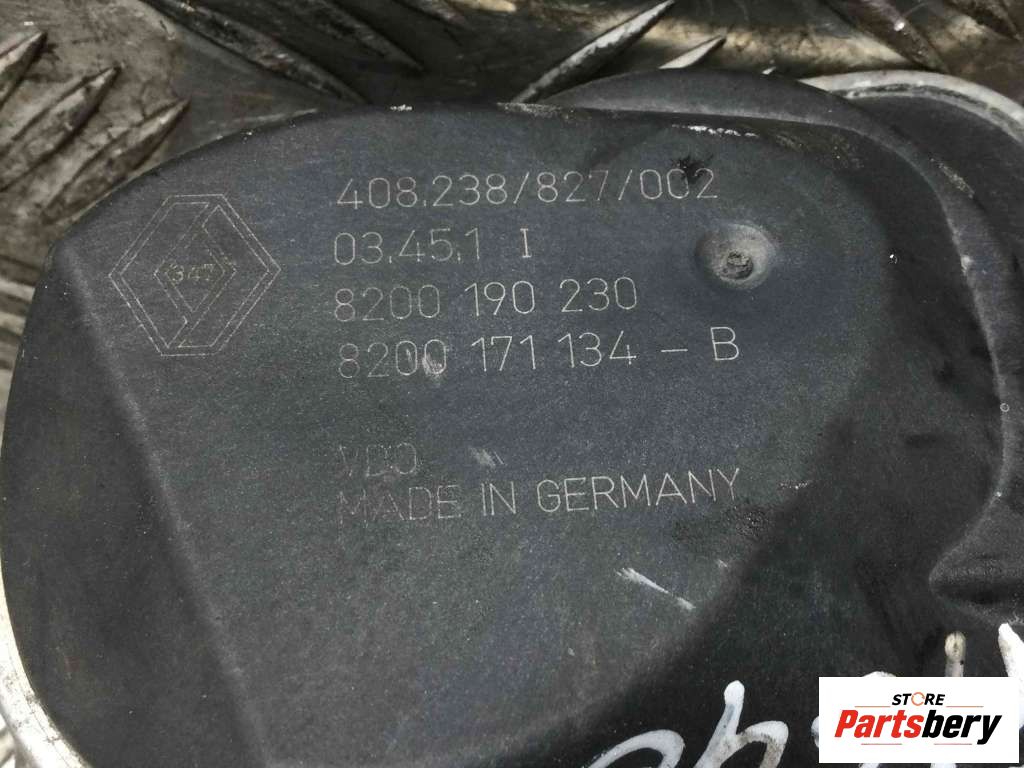 408.238/827/002
03.45.1 I
347
8200 190 230
8200 171 134 - B
VDO
MADE IN GERMANY
STORE
Partsbery